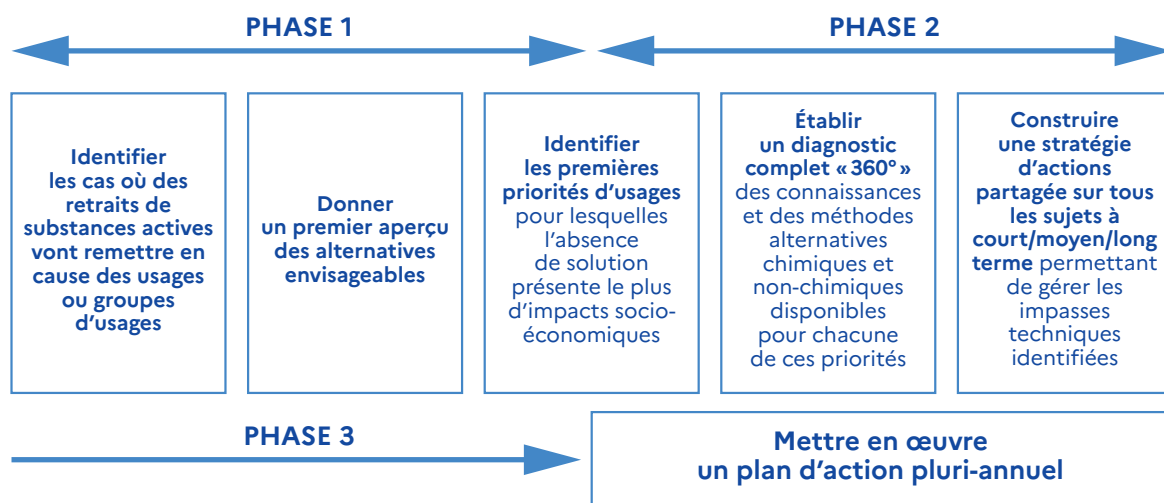 PHASE 1
PHASE 2
Identifier
les cas où des
retraits de
substances actives
vont remettre en
cause des usages
ou groupes
d'usages
Donner
un premier aperçu
des alternatives
envisageables
Identifier
les premières
priorités d'usages
pour lesquelles
l'absence
de solution
présente le plus
d'impacts socio-
économiques
Établir
un diagnostic
complet « 360° »
des connaissances
et des méthodes
alternatives
chimiques et
non-chimiques
disponibles
pour chacune
de ces priorités
Construire
une stratégie
d'actions
partagée sur tous
les sujets à
court/moyen/long
terme permettant
de gérer les
impasses
techniques
identifiées
PHASE 3
Mettre en œuvre
un plan d'action pluri-annuel